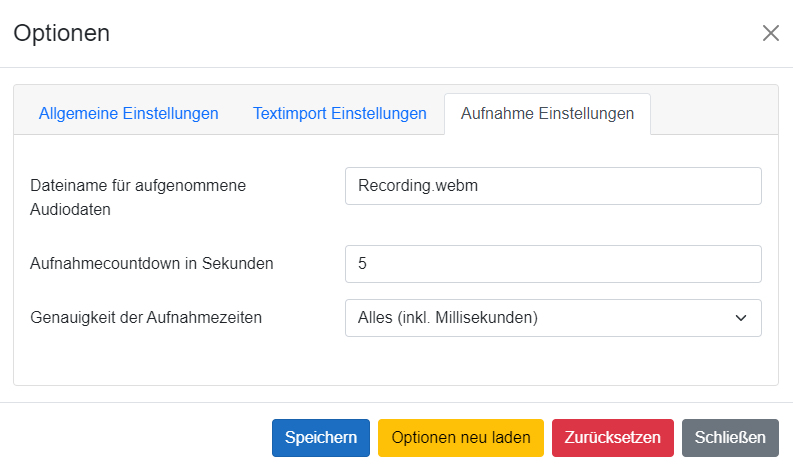 Optionen
Allgemeine Einstellungen
Textimport Einstellungen
Aufnahme Einstellungen
Dateiname für aufgenommene
Audiodaten
Recording.webm
Aufnahmecountdown in Sekunden
5
Genauigkeit der Aufnahmezeiten
Alles (inkl. Millisekunden)
Speichern
Optionen neu laden
Zurücksetzen
Schließen